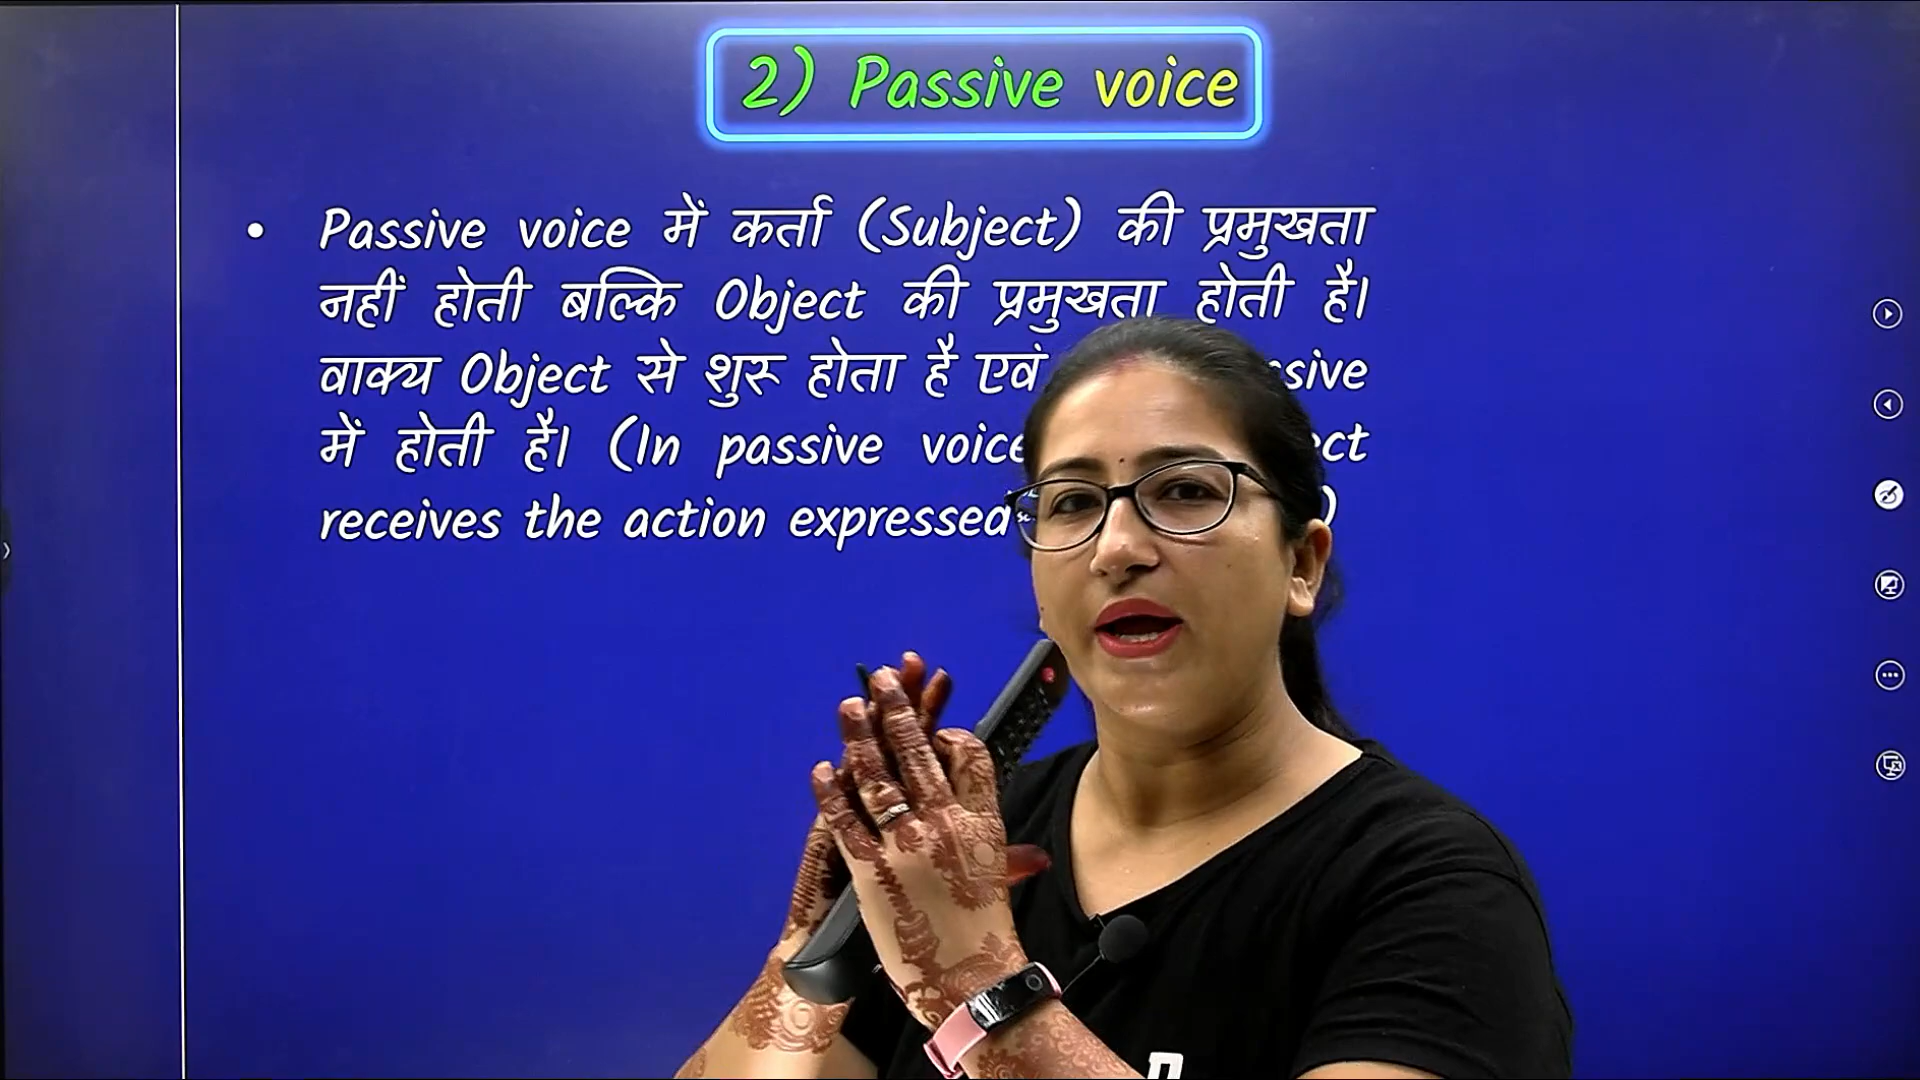 2) Passive voice
• Passive voice में कर्ता (Subject) की प्रमुखता
नहीं होती बल्कि Object की प्रमुखता होती है।
वाक्य Object से शुरू होता है एवं
में होती है। (In passive voice
receives the action expressed